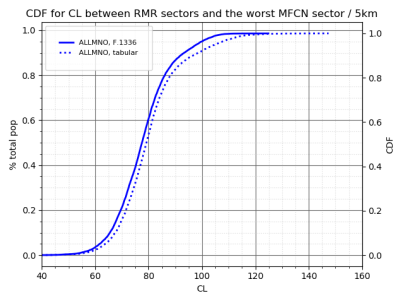 CDF for CL between RMR sectors and the worst MFCN sector / 5km
ALLMNO, F.1336
ALLMNO, tabular
% total pop
1.0
0.8
0.6
0.4
0.2
0.0
1.0
0.8
0.6
0.4
0.2
0.0
CDF
40 60 80 100 120 140 160
CL